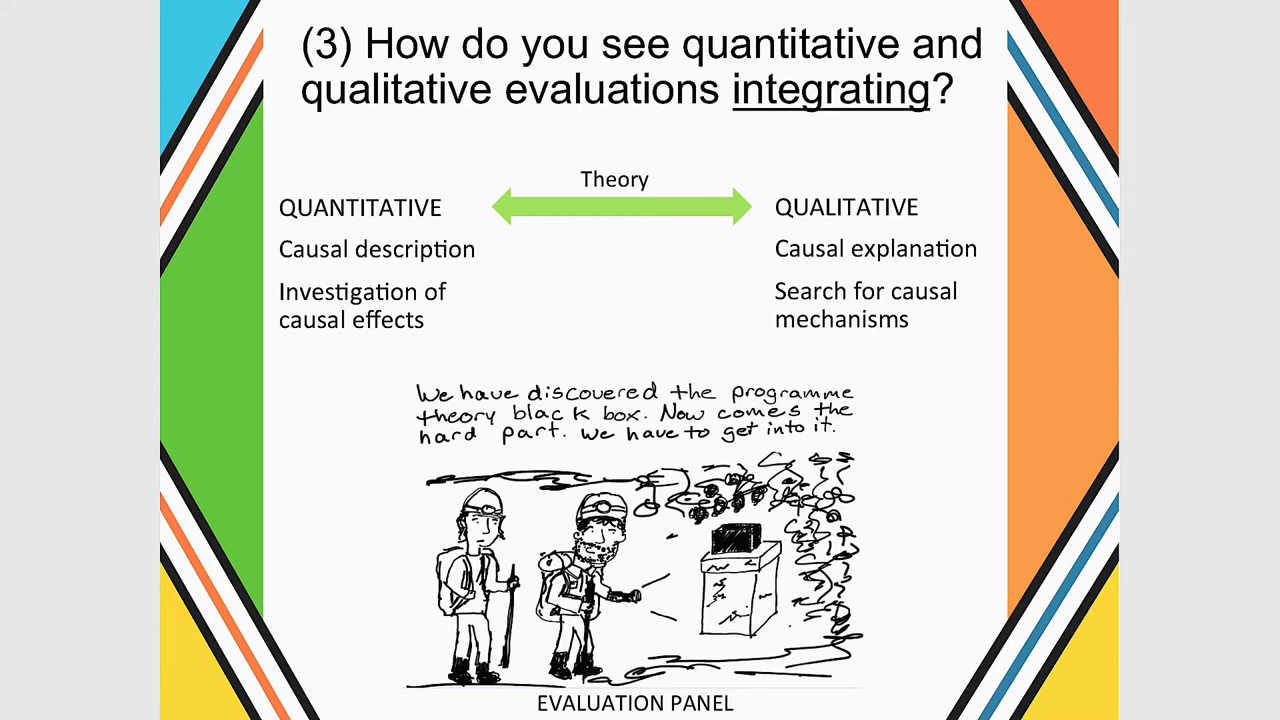 (3) How do you see quantitative and
qualitative evaluations integrating?
Theory
QUANTITATIVE
Causal description
Investigation of
causal effects
QUALITATIVE
Causal explanation
Search for causal
mechanisms
We have discovered the programme
theory black box. Now comes the
hard part. We have to get into it.
EVALUATION PANEL